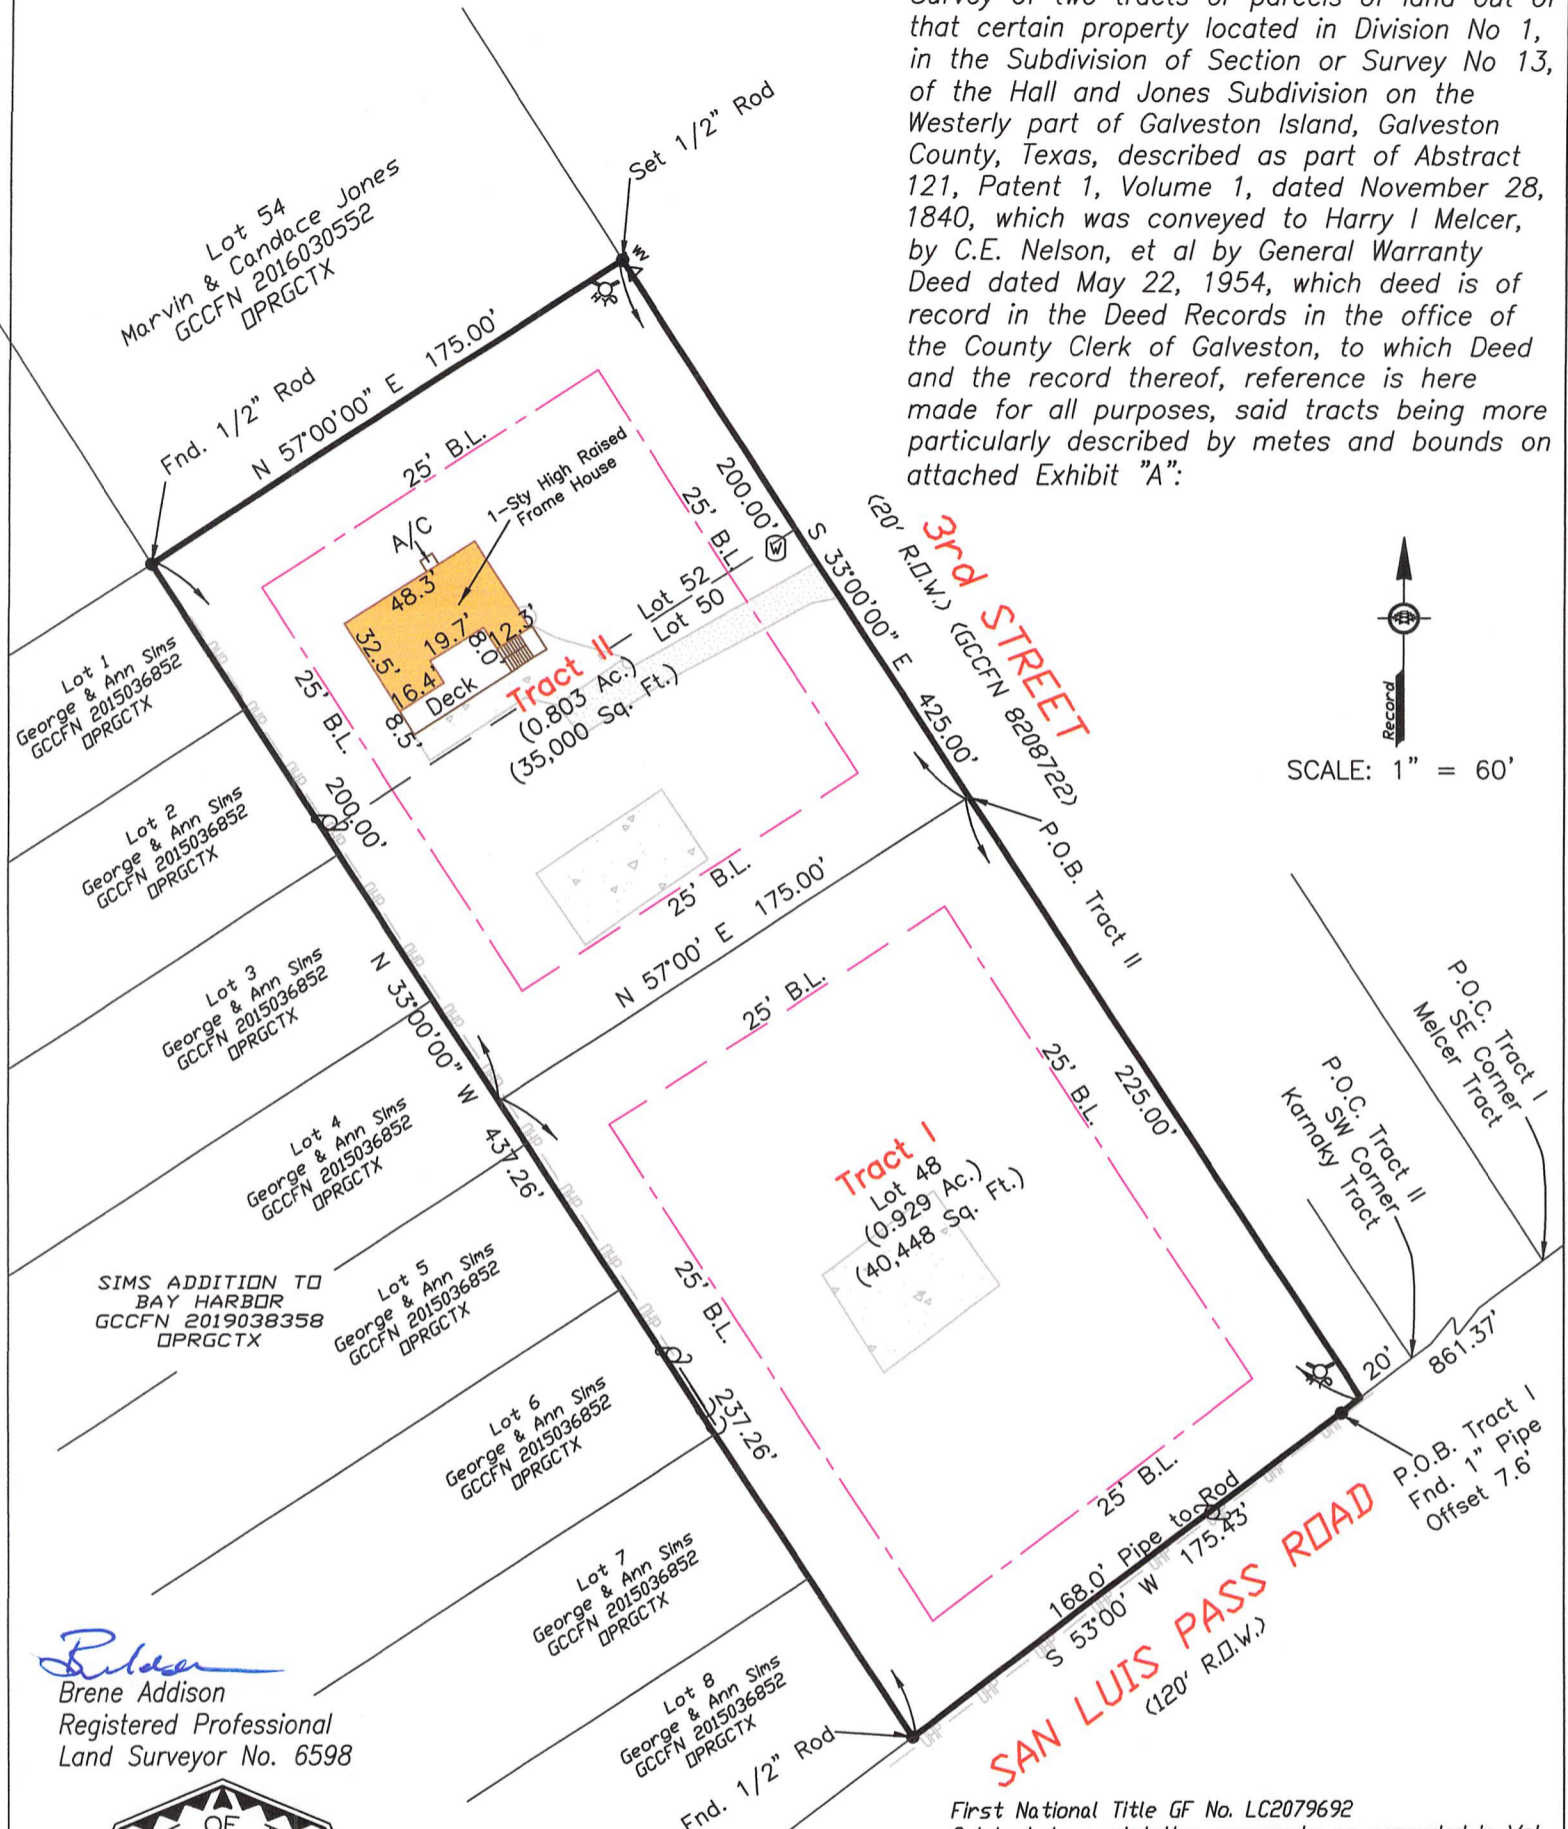 that certain property located in Division No 1,
in the Subdivision of Section or Survey No 13,
of the Hall and Jones Subdivision on the
Westerly part of Galveston Island, Galveston
County, Texas, described as part of Abstract
121, Patent 1, Volume 1, dated November 28,
1840, which was conveyed to Harry I Melcer,
by C.E. Nelson, et al by General Warranty
Deed dated May 22, 1954, which deed is of
record in the Deed Records in the office of
the County Clerk of Galveston, to which Deed
and the record thereof, reference is here
made for all purposes, said tracts being more
particularly described by metes and bounds on
attached Exhibit "A":
Set 1/2" Rod
Lot 54
Marvin & Candace Jones
GCCFN 2016030552
OPRGCTX
Fnd. 1/2" Rod
N 57°00'00" E 175.00'
25' B.L.
1-Sty High Raised
Frame House
A/C
48.3'
32.5'
19.7'
8.0'
12.3'
16.4'
8.5'
Deck
25' B.L.
200.00'
W
Lot 52
Lot 50
Tract II
(0.803 Ac.)
(35,000 Sq. Ft.)
S 33°00'00" E 425.00'
3rd STREET
(20' R.O.W.) (GCCFN 8208722)
Record
SCALE: 1" = 60'
25' B.L.
200.00'
25' B.L.
N 57°00' E 175.00'
P.O.B. Tract II
Lot 1
George & Ann Sims
GCCFN 2015036852
OPRGCTX
Lot 2
George & Ann Sims
GCCFN 2015036852
OPRGCTX
Lot 3
George & Ann Sims
GCCFN 2015036852
OPRGCTX
Lot 4
George & Ann Sims
GCCFN 2015036852
OPRGCTX
Lot 5
George & Ann Sims
GCCFN 2015036852
OPRGCTX
Lot 6
George & Ann Sims
GCCFN 2015036852
OPRGCTX
Lot 7
George & Ann Sims
GCCFN 2015036852
OPRGCTX
Lot 8
George & Ann Sims
GCCFN 2015036852
OPRGCTX
SIMS ADDITION TO
BAY HARBOR
GCCFN 2019038358
OPRGCTX
N 33°00'00" W 437.26'
25' B.L.
25' B.L.
225.00'
Tract I
Lot 48
(0.929 Ac.)
(40,448 Sq. Ft.)
25' B.L.
237.26'
25' B.L.
P.O.C. Tract I
SE Corner
Melcer Tract
P.O.C. Tract II
SW Corner
Karnaky Tract
20'
861.37'
P.O.B. Tract I
Fnd. 1" Pipe
Offset 7.6'
168.0' Pipe to Rod
S 53°00' W 175.43'
SAN LUIS PASS ROAD
(120' R.O.W.)
Fnd. 1/2" Rod
OHP
Brene Addison
Registered Professional
Land Surveyor No. 6598
OF
First National Title GF No. LC2079692